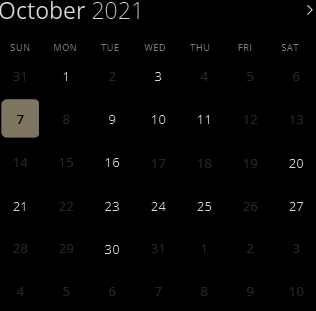 October 2021
SUN MON TUE WED THU FRI SAT
31 1 2 3 4 5 6
7 8 9 10 11 12 13
14 15 16 17 18 19 20
21 22 23 24 25 26 27
28 29 30 31 1 2 3
4 5 6 7 8 9 10